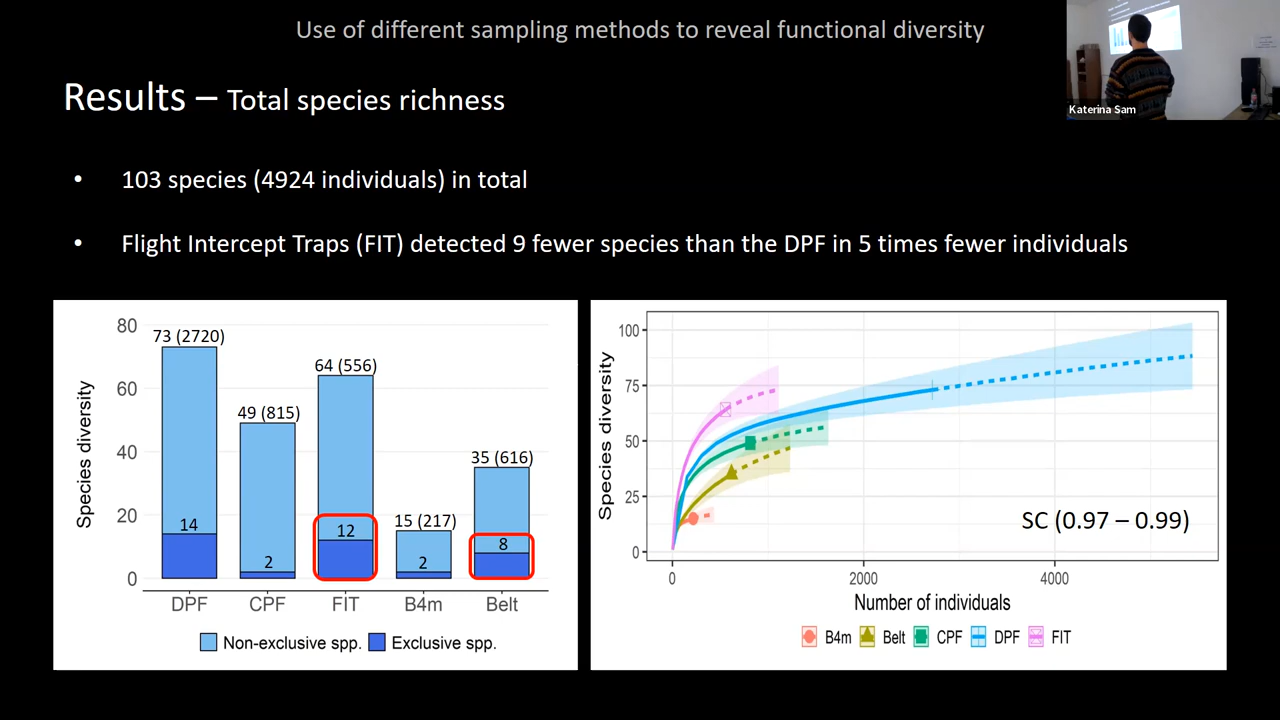 Use of different sampling methods to reveal functional diversity
Katerina Sam
Results – Total species richness
• 103 species (4924 individuals) in total
• Flight Intercept Traps (FIT) detected 9 fewer species than the DPF in 5 times fewer individuals
Species diversity
80
60
40
20
0
73 (2720)
49 (815)
64 (556)
15 (217)
35 (616)
14
2
12
2
8
DPF
CPF
FIT
B4m
Belt
Non-exclusive spp.
Exclusive spp.
Species diversity
100
75
50
25
0
SC (0.97 – 0.99)
0
2000
4000
Number of individuals
B4m
Belt
CPF
DPF
FIT